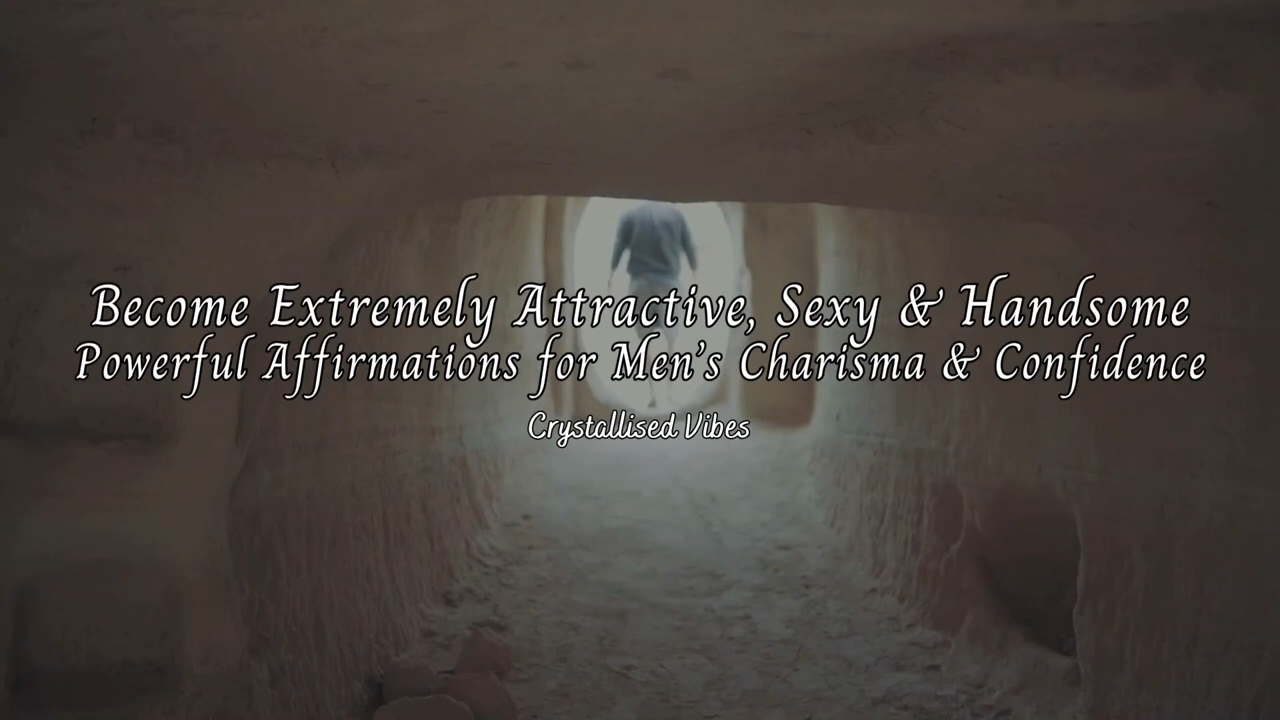 Become Extremely Attractive, Sexy & Handsome
Powerful Affirmations for Men's Charisma & Confidence
Crystallised Vibes